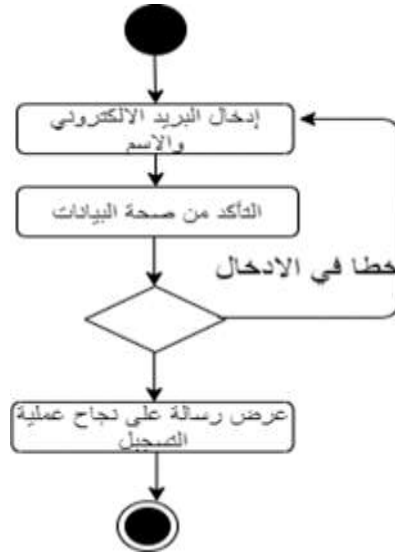 إدخال البريد الالكتروني
والاسم
التأكد من صحة البيانات
خطا في الادخال
عرض رسالة على نجاح عملية
التسجيل